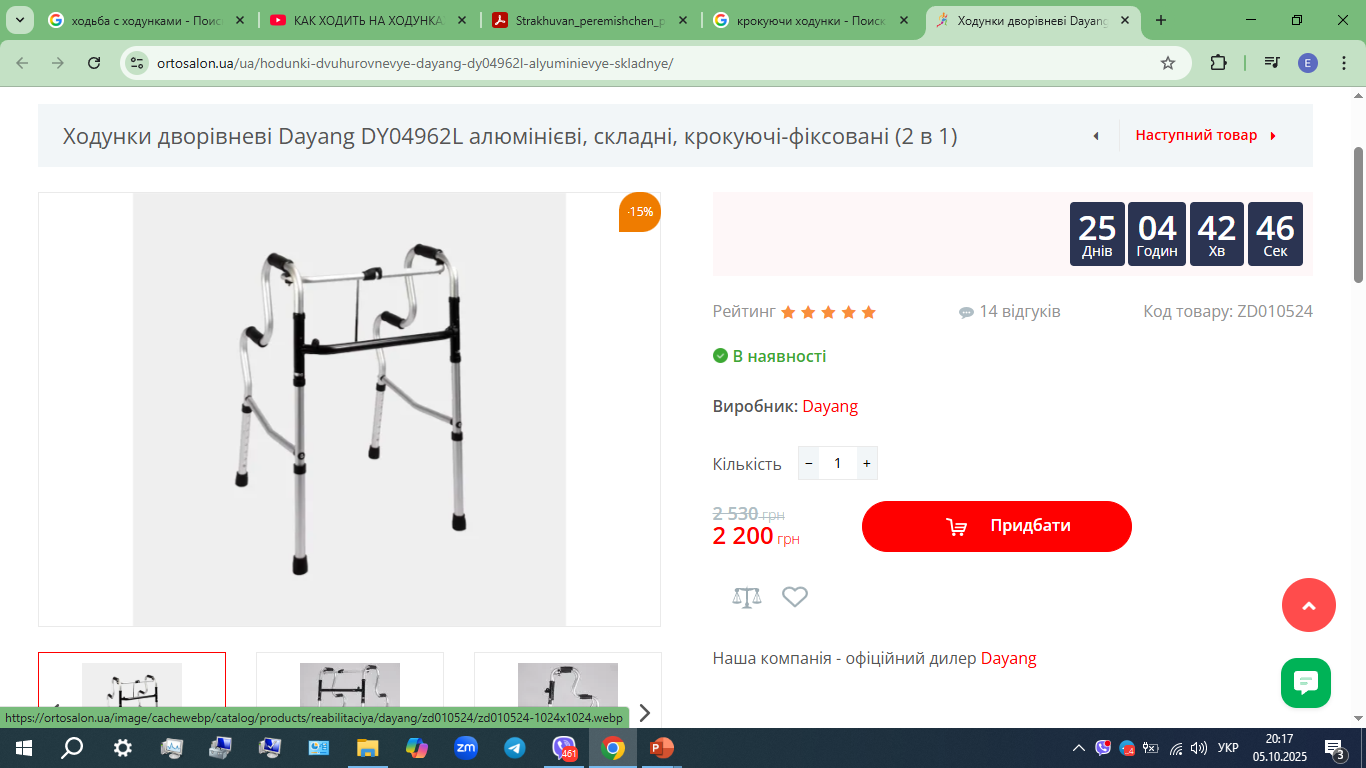 ходьба с ходунками - Поис
КАК ХОДИТЬ НА ХОДУНКА
Strakhuvan_peremishchen_p
крокуючи ходунки - Поиск
Ходунки дворівневі Dayang
ortosalon.ua/ua/hodunki-dvuhurovnevye-dayang-dy04962l-alyuminievye-skladnye/
E
Ходунки дворівневі Dayang DY04962L алюмінієві, складні, крокуючі-фіксовані (2 в 1)
Наступний товар
-15%
25 04 42 46
Днів Годин Хв Сек
Рейтинг
14 відгуків
Код товару: ZD010524
В наявності
Виробник: Dayang
Кількість − 1 +
2 530 грн
2 200 грн
Придбати
Наша компанія - офіційний дилер Dayang
https://ortosalon.ua/image/cachewebp/catalog/products/reabilitaciya/dayang/zd010524/zd010524-1024x1024.webp
zm
461
P
УКР
20:17
05.10.2025
3